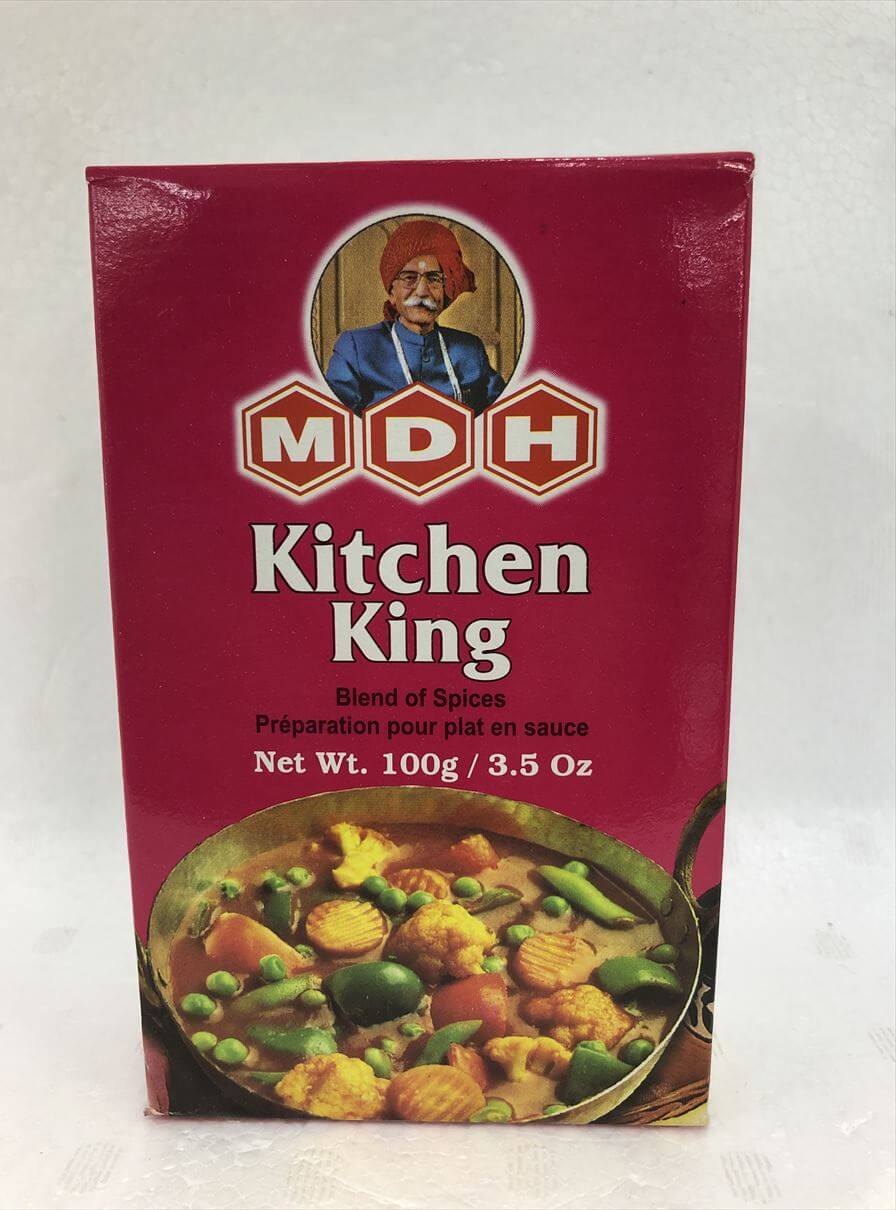 MDH
Kitchen
King
Blend of Spices
Préparation pour plat en sauce
Net Wt. 100g / 3.5 Oz